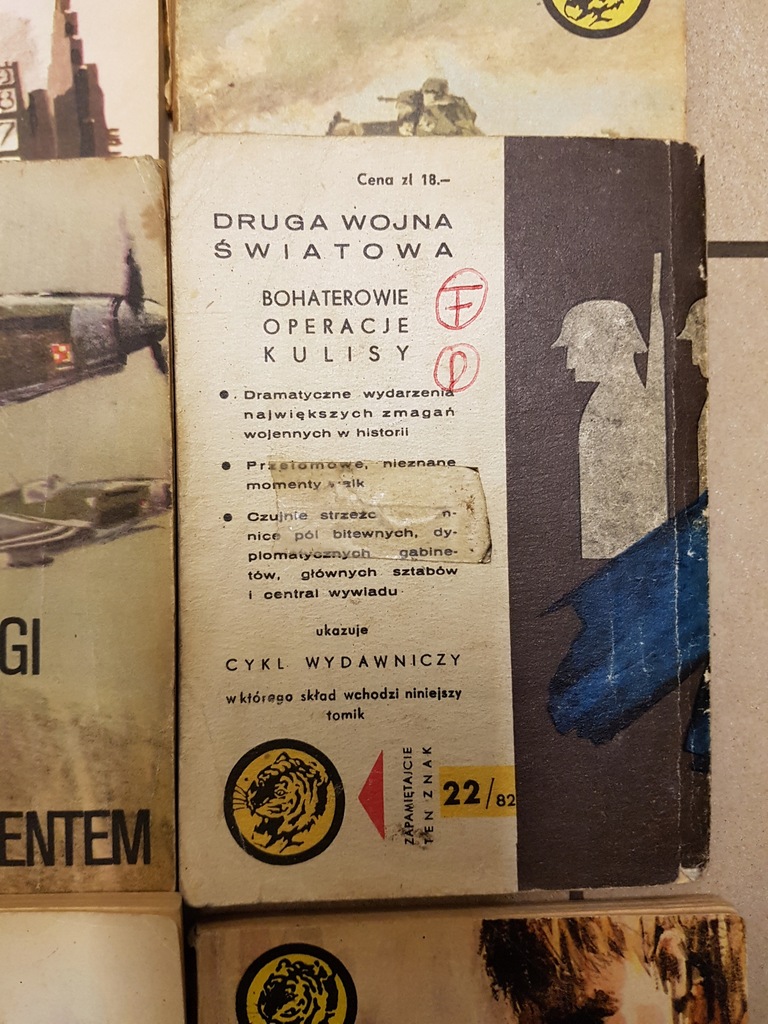 Cena zł 18.—
DRUGA WOJNA
ŚWIATOWA
BOHATEROWIE
OPERACJE
KULISY
F
P
● Dramatyczne wydarzenia
największych zmagań
wojennych w historii
● Przełomowe, nieznane
momenty walk
● Czujnie
nice pól bitewnych, dy-
plomatycznych gabine-
tów, głównych sztabów
i central wywiadu
ukazuje
CYKL WYDAWNICZY
w którego skład wchodzi niniejszy
tomik
ZAPAMIĘTAJCIE
TEN ZNAK
22/82
GI
ENTEM